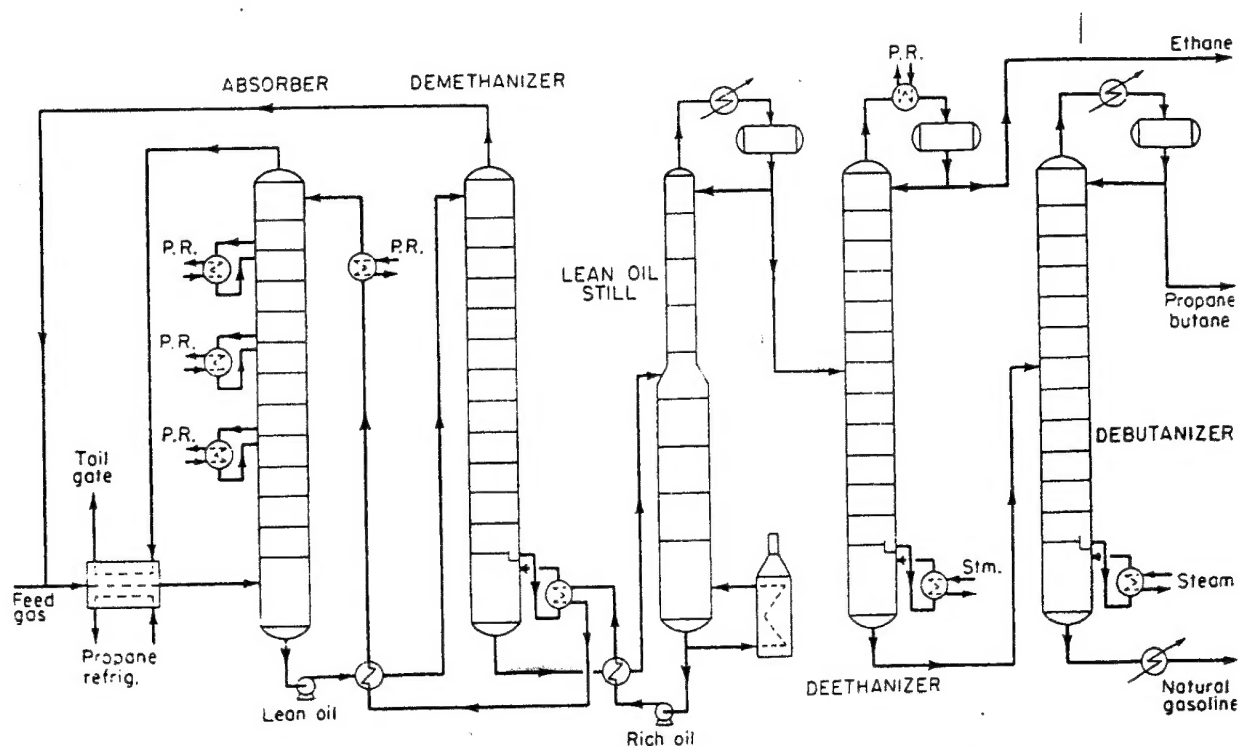 Ethane
P.R.
ABSORBER
DEMETHANIZER
P.R.
P.R.
LEAN OIL
STILL
Propane
butane
P.R.
P.R.
DEBUTANIZER
Tail
gate
Stm.
Steam
Feed
gas
Propane
refrig.
DEETHANIZER
Natural
gasoline
Lean oil
Rich oil